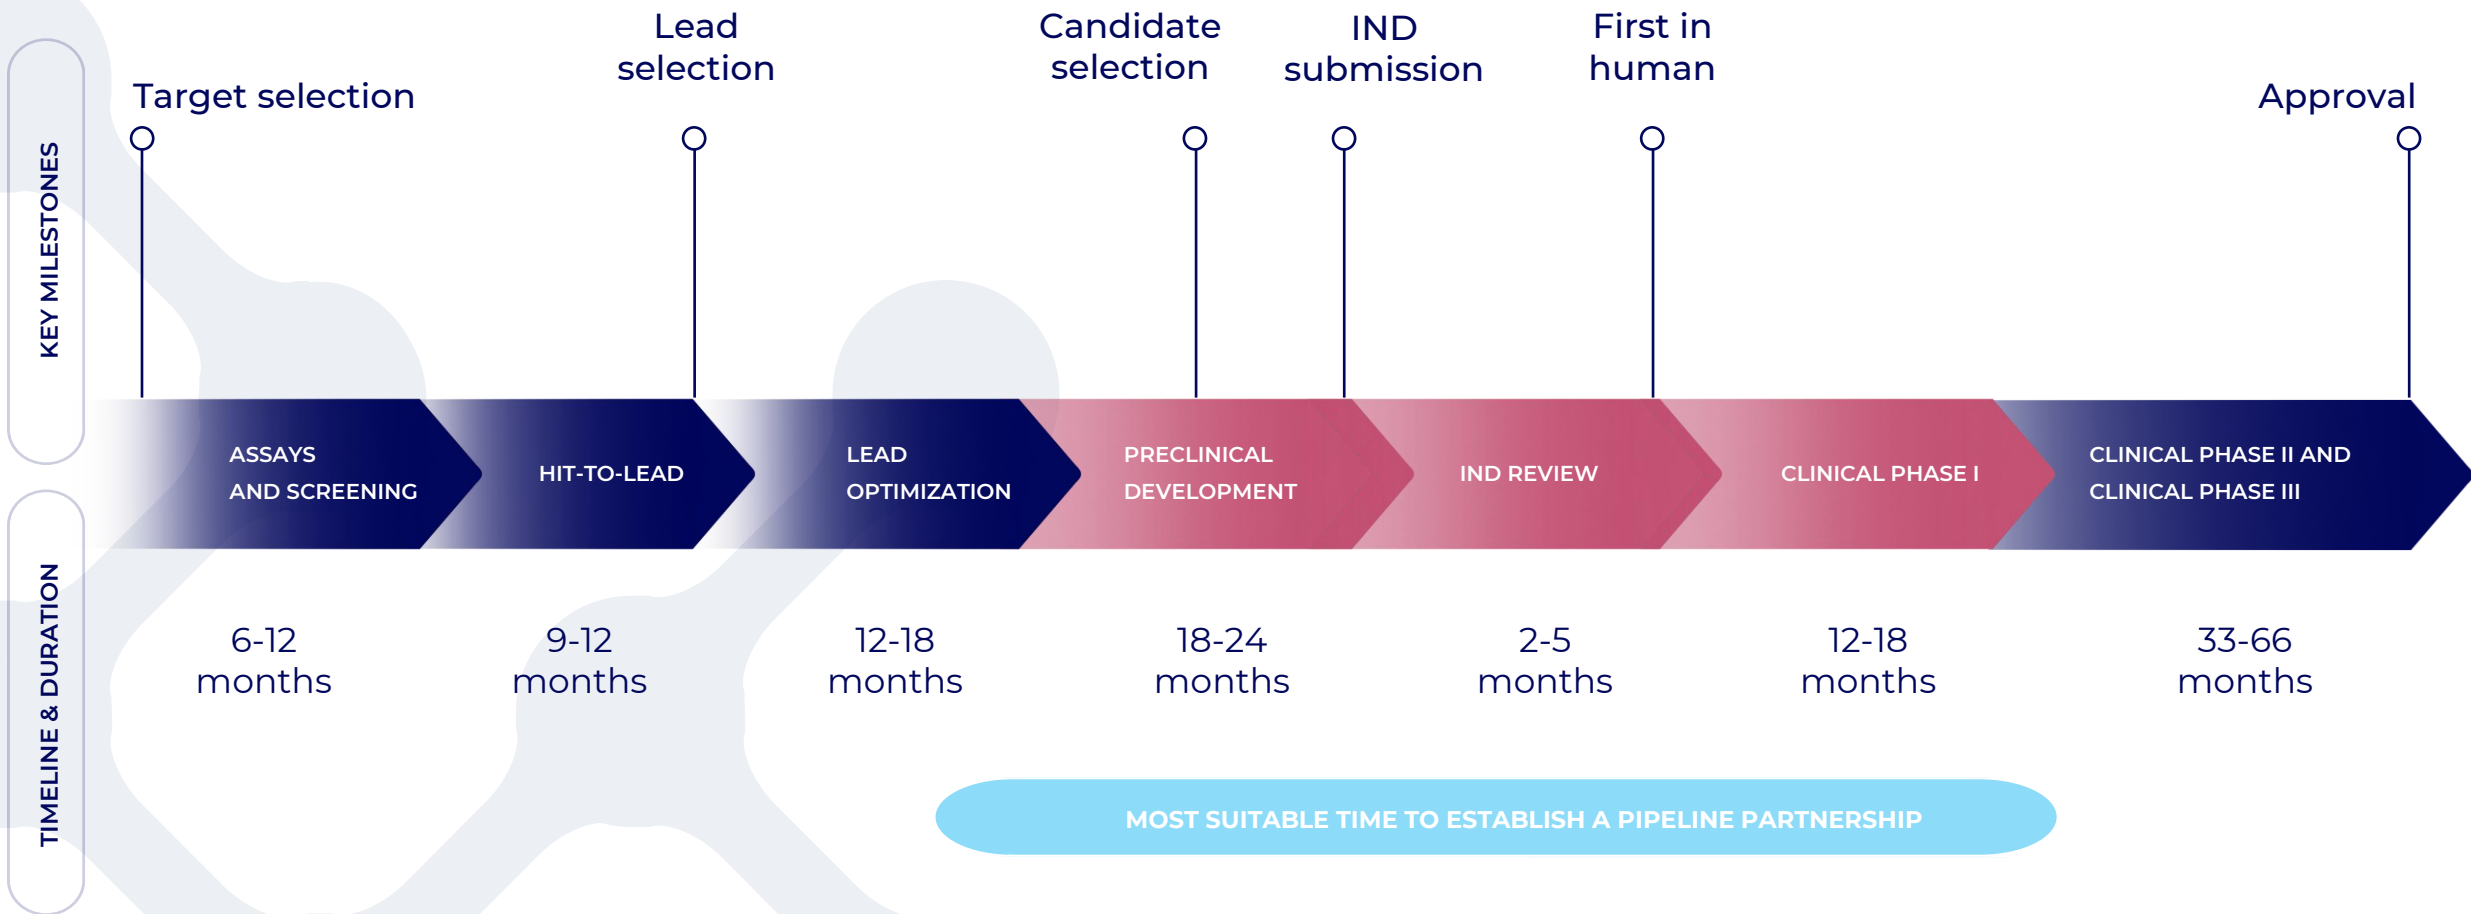 KEY MILESTONES
Target selection
Lead
selection
Candidate
selection
IND
submission
First in
human
Approval
ASSAYS
AND SCREENING
HIT-TO-LEAD
LEAD
OPTIMIZATION
PRECLINICAL
DEVELOPMENT
IND REVIEW
CLINICAL PHASE I
CLINICAL PHASE II AND
CLINICAL PHASE III
TIMELINE & DURATION
6-12
months
9-12
months
12-18
months
18-24
months
2-5
months
12-18
months
33-66
months
MOST SUITABLE TIME TO ESTABLISH A PIPELINE PARTNERSHIP